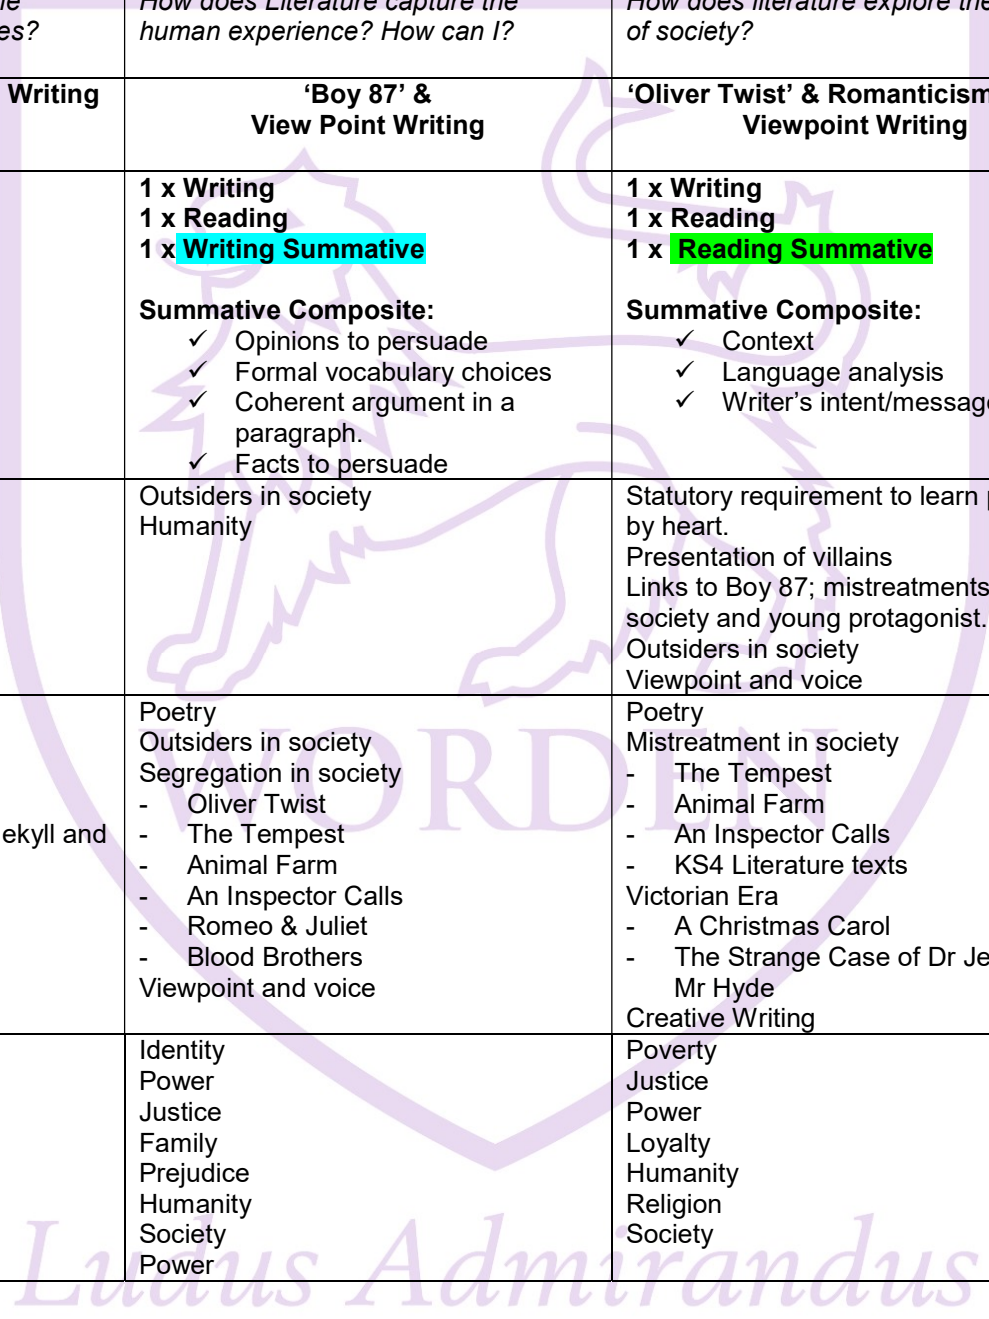 es?
How does Literature capture the
human experience? How can I?
How does literature explore the
of society?
Writing
‘Boy 87’ &
View Point Writing
‘Oliver Twist’ & Romanticism
Viewpoint Writing
1 x Writing
1 x Reading
1 x Writing Summative
Summative Composite:
✓ Opinions to persuade
✓ Formal vocabulary choices
✓ Coherent argument in a
paragraph.
✓ Facts to persuade
1 x Writing
1 x Reading
1 x Reading Summative
Summative Composite:
✓ Context
✓ Language analysis
✓ Writer’s intent/message
Outsiders in society
Humanity
Statutory requirement to learn p
by heart.
Presentation of villains
Links to Boy 87; mistreatments
society and young protagonist.
Outsiders in society
Viewpoint and voice
ekyll and
Poetry
Outsiders in society
Segregation in society
- Oliver Twist
- The Tempest
- Animal Farm
- An Inspector Calls
- Romeo & Juliet
- Blood Brothers
Viewpoint and voice
Poetry
Mistreatment in society
- The Tempest
- Animal Farm
- An Inspector Calls
- KS4 Literature texts
Victorian Era
- A Christmas Carol
- The Strange Case of Dr Je
Mr Hyde
Creative Writing
Identity
Power
Justice
Family
Prejudice
Humanity
Society
Power
Poverty
Justice
Power
Loyalty
Humanity
Religion
Society
WORDEN
Ludus Admirandus